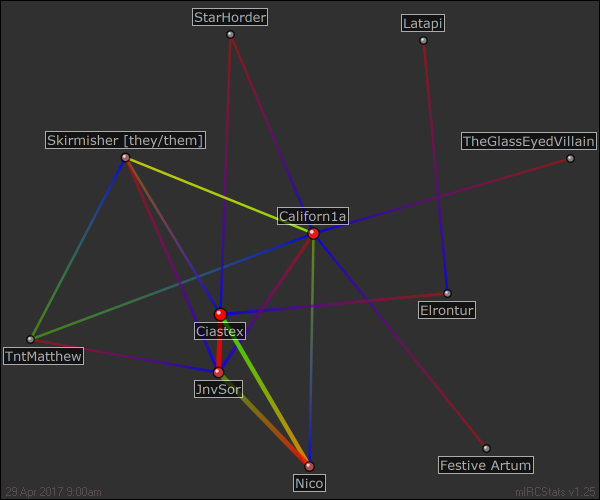 StarHorder
Latapi
Skirmisher [they/them]
TheGlassEyedVillain
Californ1a
Elrontur
Ciastex
TntMatthew
JnvSor
Festive Artum
Nico
29 Apr 2017 9:00am
mIRCStats v1.25